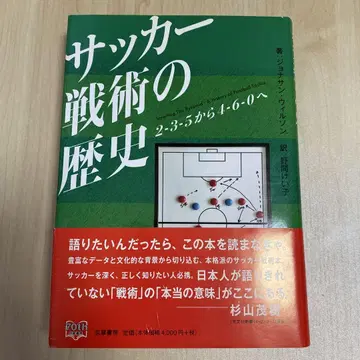 サッカー
戦術の
歴史
2-3-5から4-6-0へ
著・ジョナサン・ウイルソン
訳・野間けい子
語りたいんだったら、この本を読まなきゃ
豊富なデータと文化的な背景から切り込む、本格派のサッカー
サッカーを深く、正しく知りたい人必携。日本人が語りきれ
ていない「戦術」の「本当の意味」がここにある
杉山茂樹
筑摩書房